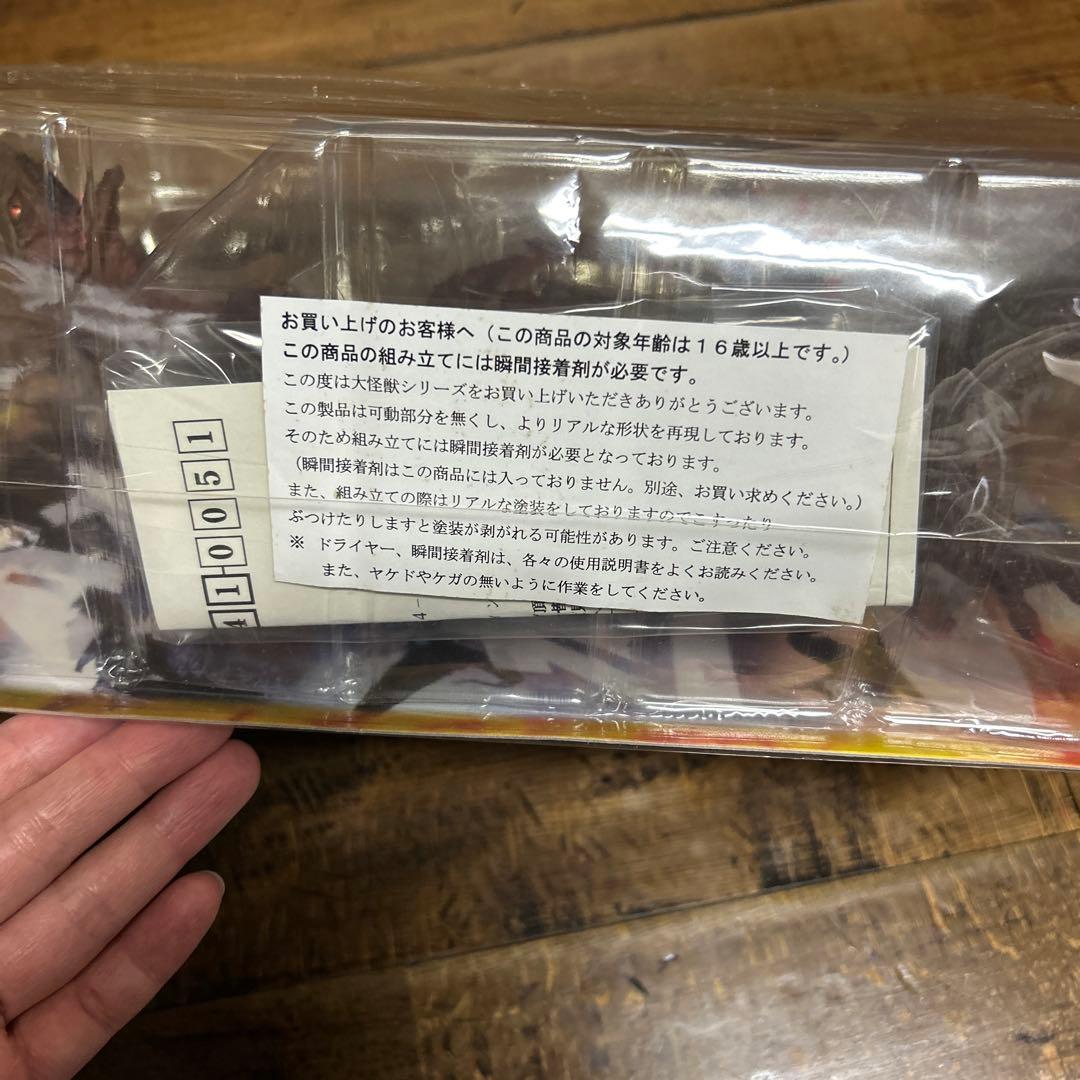 お買い上げのお客様へ（この商品の対象年齢は１６歳以上です。）
この商品の組み立てには瞬間接着剤が必要です。
この度は大怪獣シリーズをお買い上げいただきありがとうございます。
この製品は可動部分を無くし、よりリアルな形状を再現しております。
そのため組み立てには瞬間接着剤が必要となっております。
（瞬間接着剤はこの商品には入っておりません。別途、お買い求めください。）
また、組み立ての際はリアルな塗装をしておりますのでこすったり
ぶつけたりしますと塗装が剥がれる可能性があります。ご注意ください。
※ ドライヤー、瞬間接着剤は、各々の使用説明書をよくお読みください。
また、ヤケドやケガの無いように作業をしてください。
41-0051